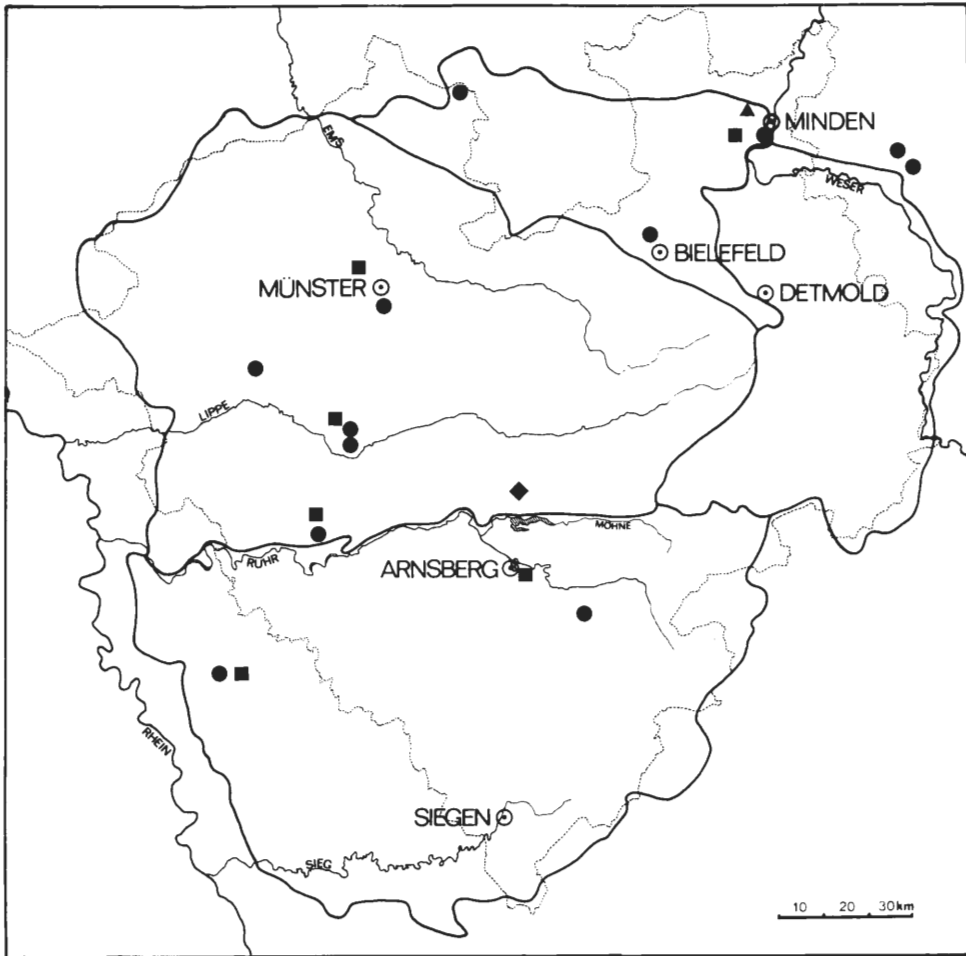 EMS
MINDEN
WESER
BIELEFELD
MÜNSTER
DETMOLD
LIPPE
MÖHNE
RUHR
ARNSBERG
RHEIN
SIEGEN
SIEG
10 20 30km